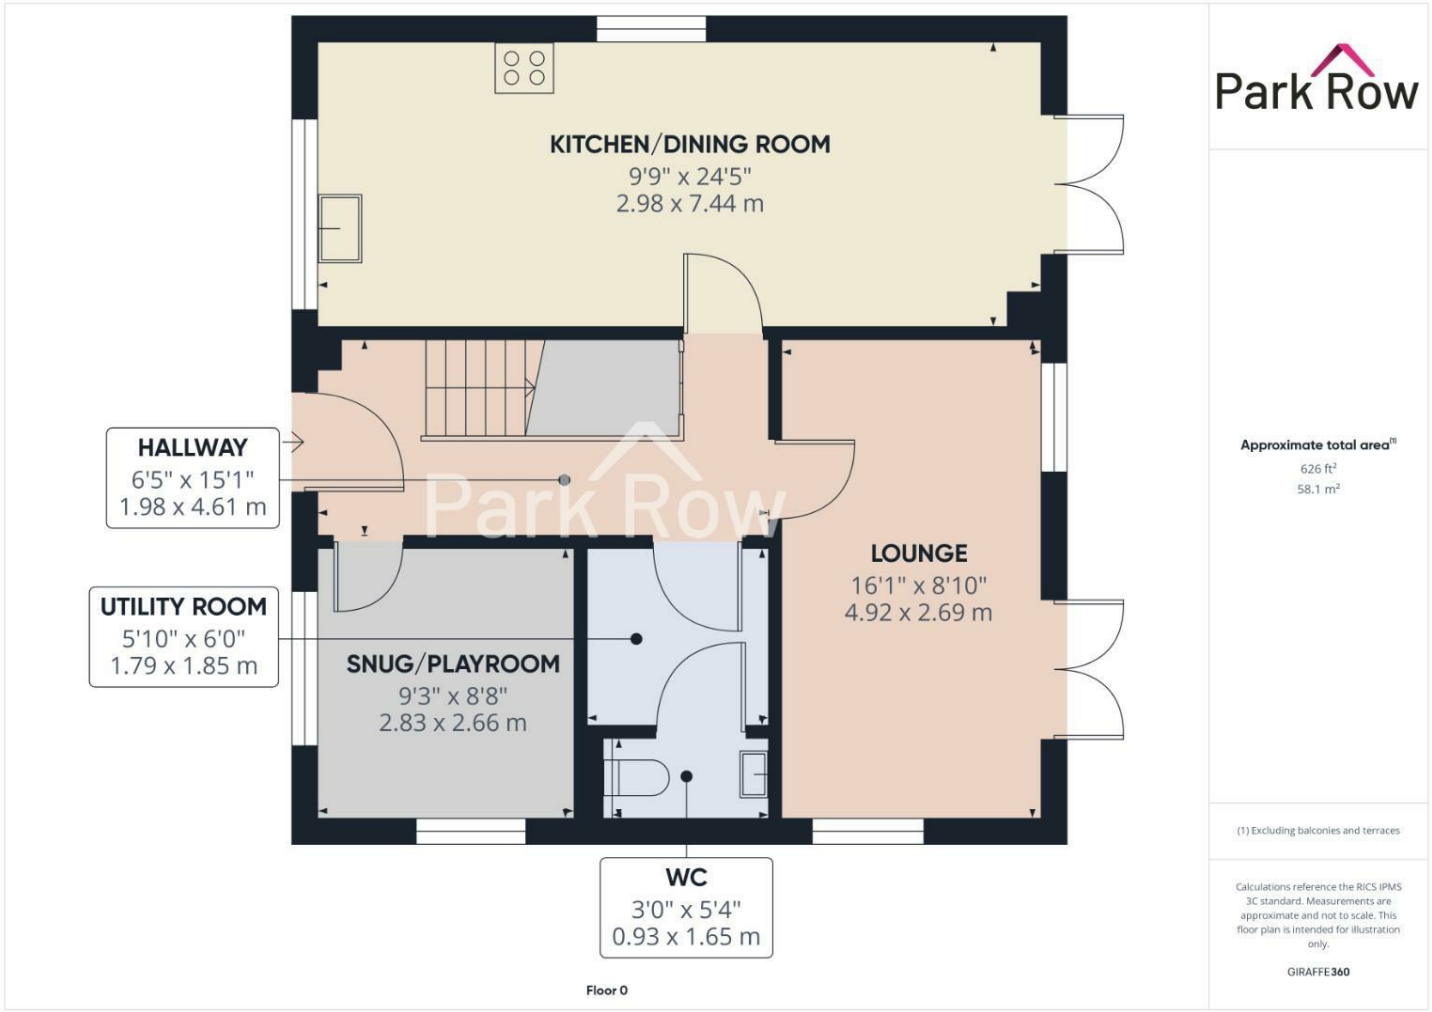 KITCHEN/DINING ROOM
9'9" x 24'5"
2.98 x 7.44 m
HALLWAY
6'5" x 15'1"
1.98 x 4.61 m
Park Row
LOUNGE
16'1" x 8'10"
4.92 x 2.69 m
UTILITY ROOM
5'10" x 6'0"
1.79 x 1.85 m
SNUG/PLAYROOM
9'3" x 8'8"
2.83 x 2.66 m
WC
3'0" x 5'4"
0.93 x 1.65 m
Floor 0
Park Row
Approximate total area(1)
626 ft²
58.1 m²
(1) Excluding balconies and terraces
Calculations reference the RICS IPMS
3C standard. Measurements are
approximate and not to scale. This
floor plan is intended for illustration
only.
GIRAFFE360